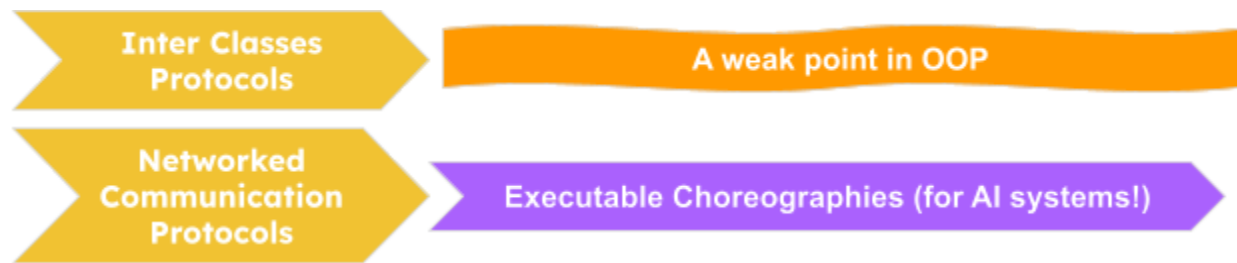 Inter Classes
Protocols
A weak point in OOP
Networked
Communication
Protocols
Executable Choreographies (for AI systems!)